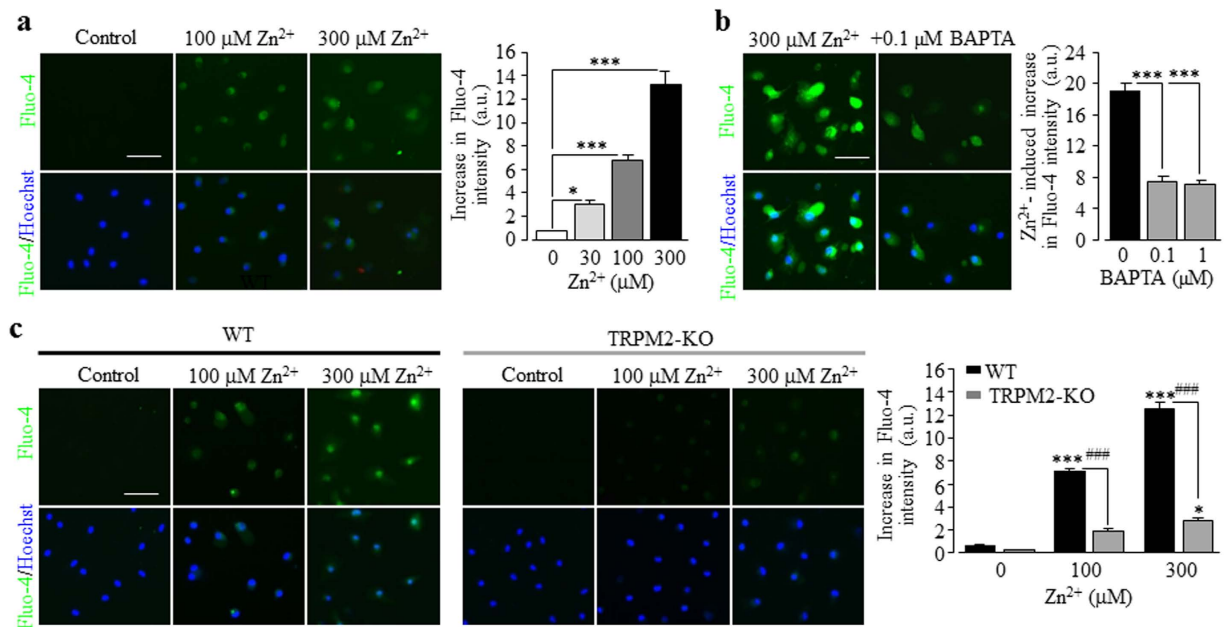 a
Control
100 μM Zn²⁺
300 μM Zn²⁺
Fluo-4
Fluo-4/Hoechst
WT
Increase in Fluo-4
intensity (a.u.)
16
14
12
10
8
6
4
2
0
***
***
*
0 30 100 300
Zn²⁺ (μM)
b
300 μM Zn²⁺
+0.1 μM BAPTA
Fluo-4
Fluo-4/Hoechst
Zn²⁺- induced increase
in Fluo-4 intensity (a.u.)
24
20
16
12
8
4
0
*** ***
0 0.1 1
BAPTA (μM)
c
WT
Control
100 μM Zn²⁺
300 μM Zn²⁺
Fluo-4
Fluo-4/Hoechst
TRPM2-KO
Control
100 μM Zn²⁺
300 μM Zn²⁺
Increase in Fluo-4
intensity (a.u.)
16
14
12
10
8
6
4
2
0
WT
TRPM2-KO
*** ###
*** ###
*
0 100 300
Zn²⁺ (μM)